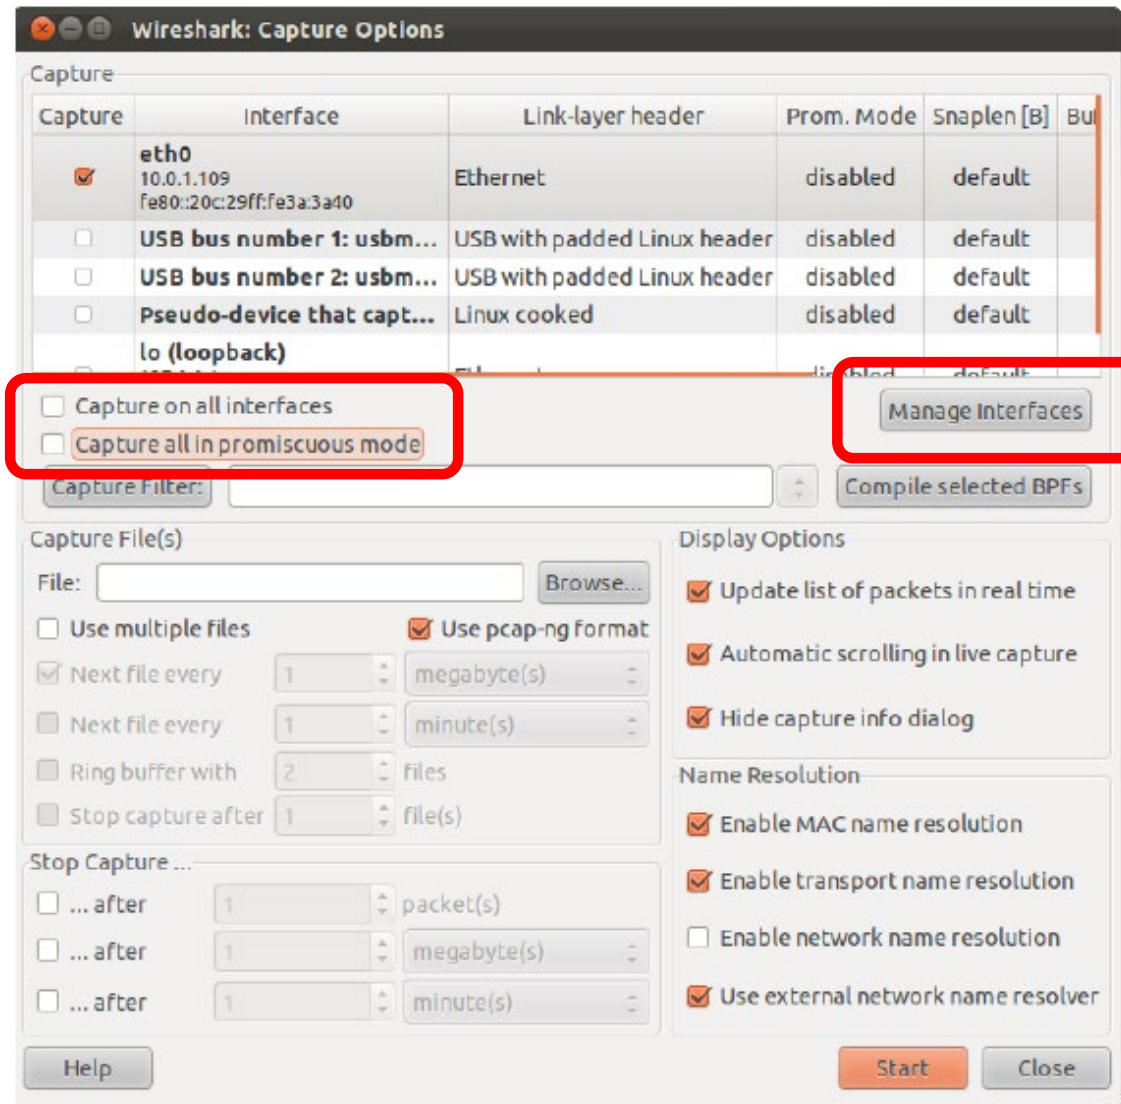 Wireshark: Capture Options
Capture
Capture Interface Link-layer header Prom. Mode Snaplen [B]
eth0
10.0.1.109 Ethernet disabled default
fe80::20c:29ff:fe3a:3a40
USB bus number 1: usbm... USB with padded Linux header disabled default
USB bus number 2: usbm... USB with padded Linux header disabled default
Pseudo-device that capt... Linux cooked disabled default
lo (loopback)
Capture on all interfaces Manage Interfaces
Capture all in promiscuous mode
Capture Filter: Compile selected BPFs
Capture File(s) Display Options
File: Browse... Update list of packets in real time
Use multiple files Use pcap-ng format
Automatic scrolling in live capture
Next file every 1 megabyte(s)
Next file every 1 minute(s) Hide capture info dialog
Ring buffer with 2 files Name Resolution
Stop capture after 1 file(s) Enable MAC name resolution
Stop Capture ...
... after 1 packet(s) Enable transport name resolution
... after 1 megabyte(s) Enable network name resolution
... after 1 minute(s) Use external network name resolver
Help Start Close